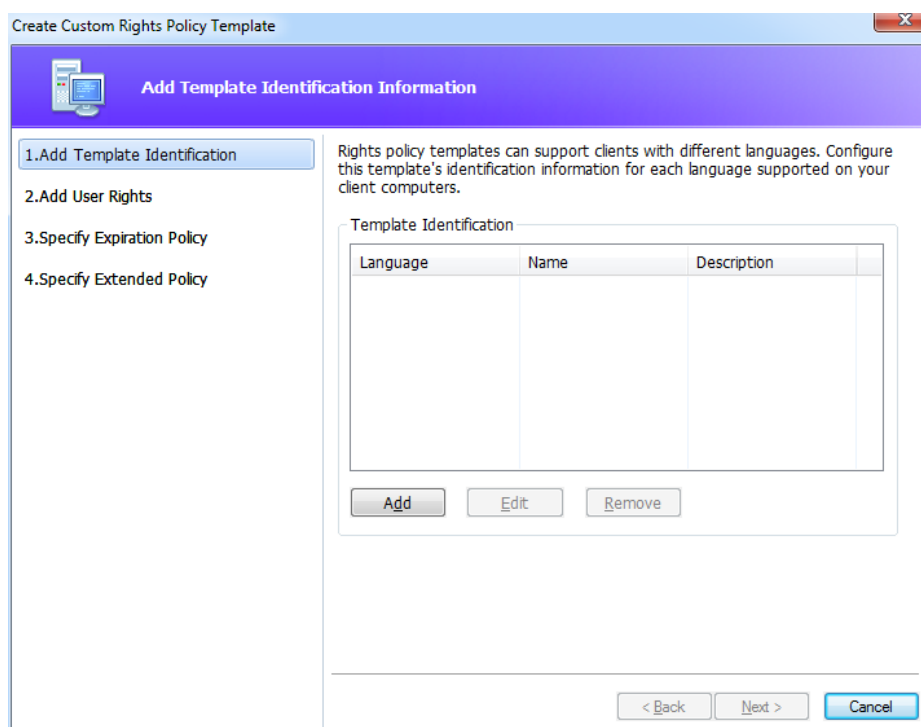 Create Custom Rights Policy Template
Add Template Identification Information
1.Add Template Identification
2.Add User Rights
3.Specify Expiration Policy
4.Specify Extended Policy
Rights policy templates can support clients with different languages. Configure
this template's identification information for each language supported on your
client computers.
Template Identification
Language Name Description
Add Edit Remove
< Back Next > Cancel